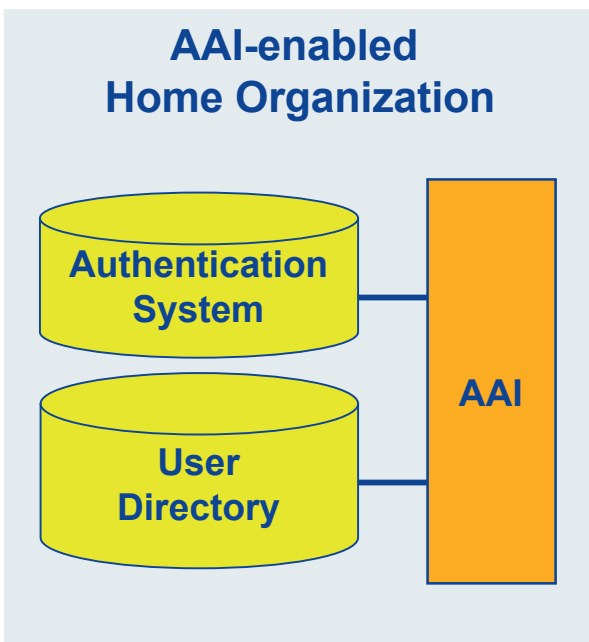 AAI-enabled
Home Organization
Authentication
System
AAI
User
Directory